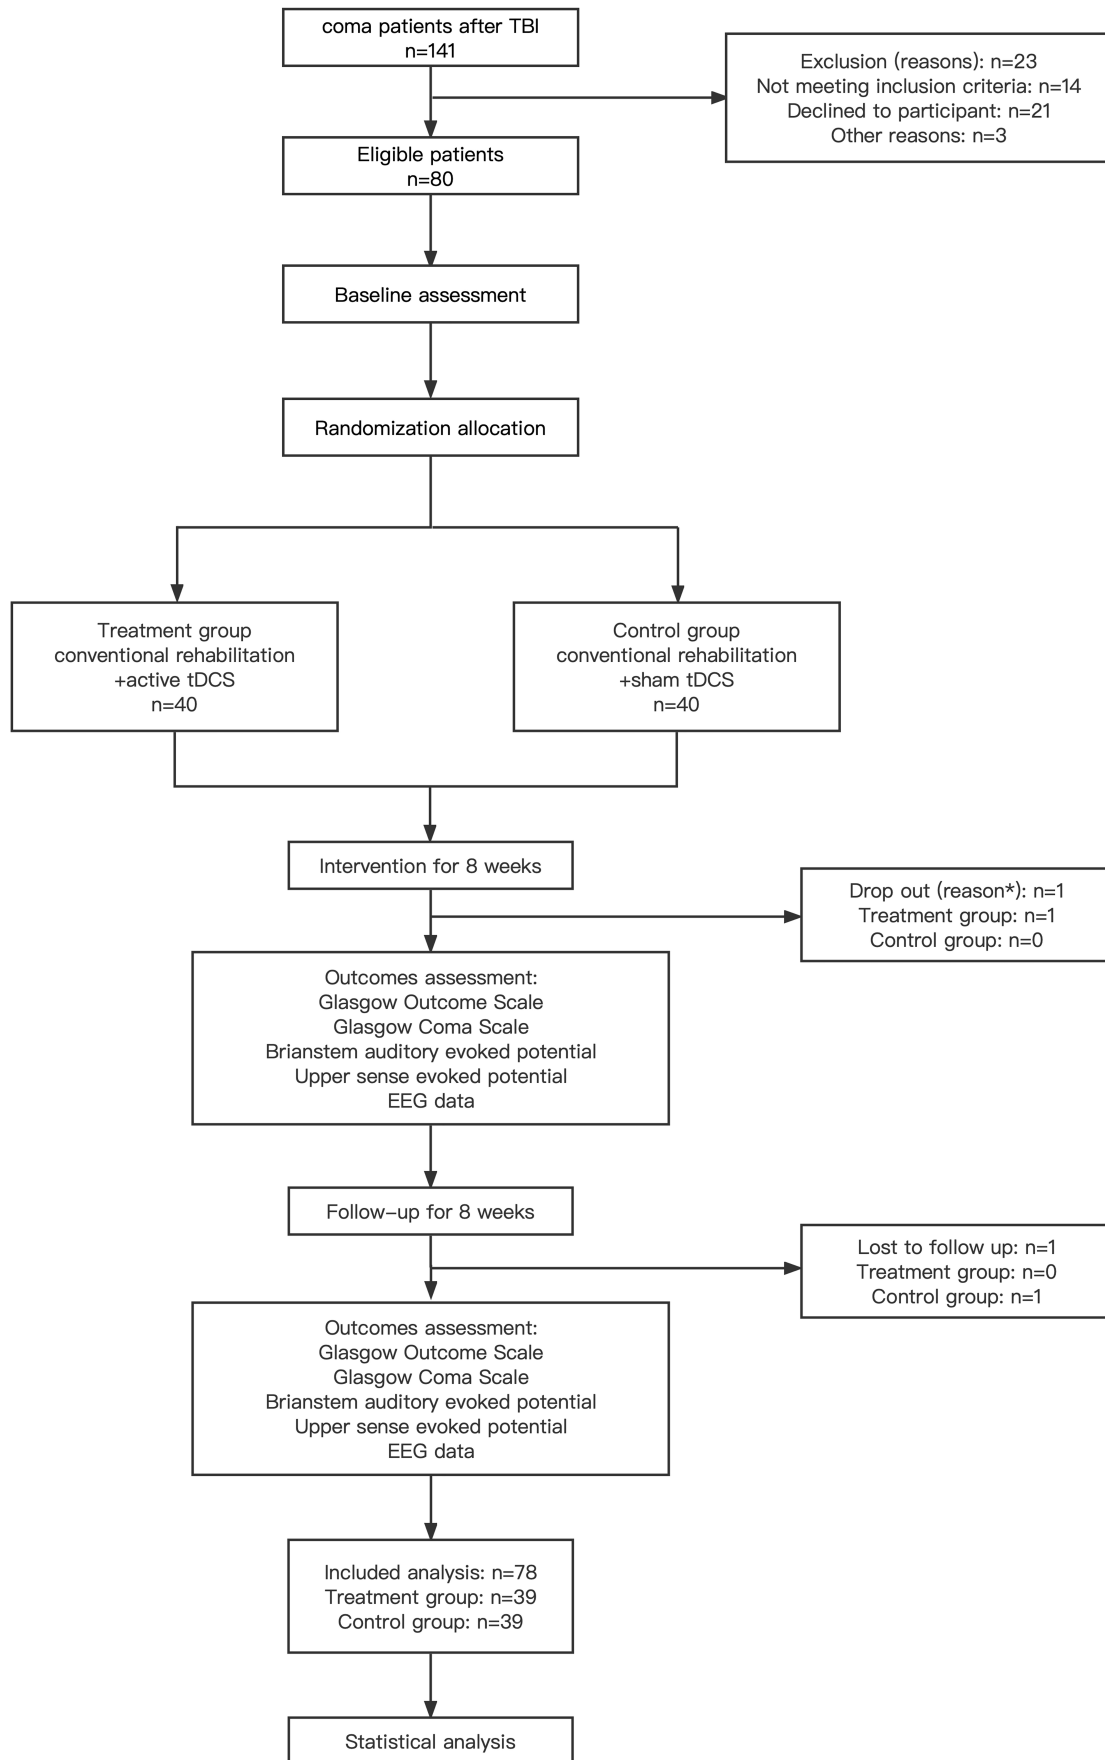 coma patients after TBI
n=141
Exclusion (reasons): n=23
Not meeting inclusion criteria: n=14
Declined to participant: n=21
Other reasons: n=3
Eligible patients
n=80
Baseline assessment
Randomization allocation
Treatment group
conventional rehabilitation
+active tDCS
n=40
Control group
conventional rehabilitation
+sham tDCS
n=40
Intervention for 8 weeks
Drop out (reason*): n=1
Treatment group: n=1
Control group: n=0
Outcomes assessment:
Glasgow Outcome Scale
Glasgow Coma Scale
Brianstem auditory evoked potential
Upper sense evoked potential
EEG data
Follow-up for 8 weeks
Lost to follow up: n=1
Treatment group: n=0
Control group: n=1
Outcomes assessment:
Glasgow Outcome Scale
Glasgow Coma Scale
Brianstem auditory evoked potential
Upper sense evoked potential
EEG data
Included analysis: n=78
Treatment group: n=39
Control group: n=39
Statistical analysis